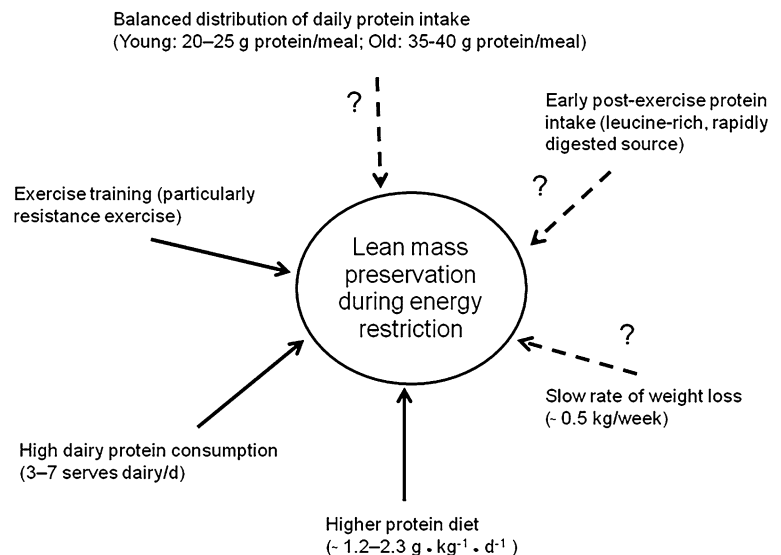 Balanced distribution of daily protein intake
(Young: 20–25 g protein/meal; Old: 35-40 g protein/meal)
?
Early post-exercise protein
intake (leucine-rich, rapidly
digested source)
?
Exercise training (particularly
resistance exercise)
Lean mass
preservation
during energy
restriction
?
Slow rate of weight loss
(~ 0.5 kg/week)
High dairy protein consumption
(3–7 serves dairy/d)
Higher protein diet
(~ 1.2–2.3 g • kg⁻¹ • d⁻¹ )